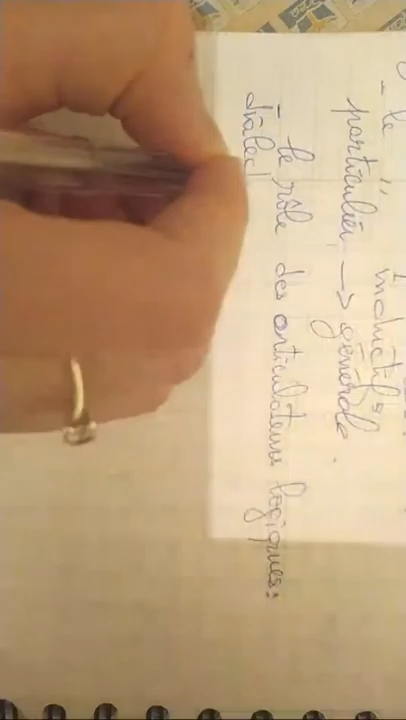 - le
inductif:
particulier → générale.
- le rôle des articulateurs logiques: